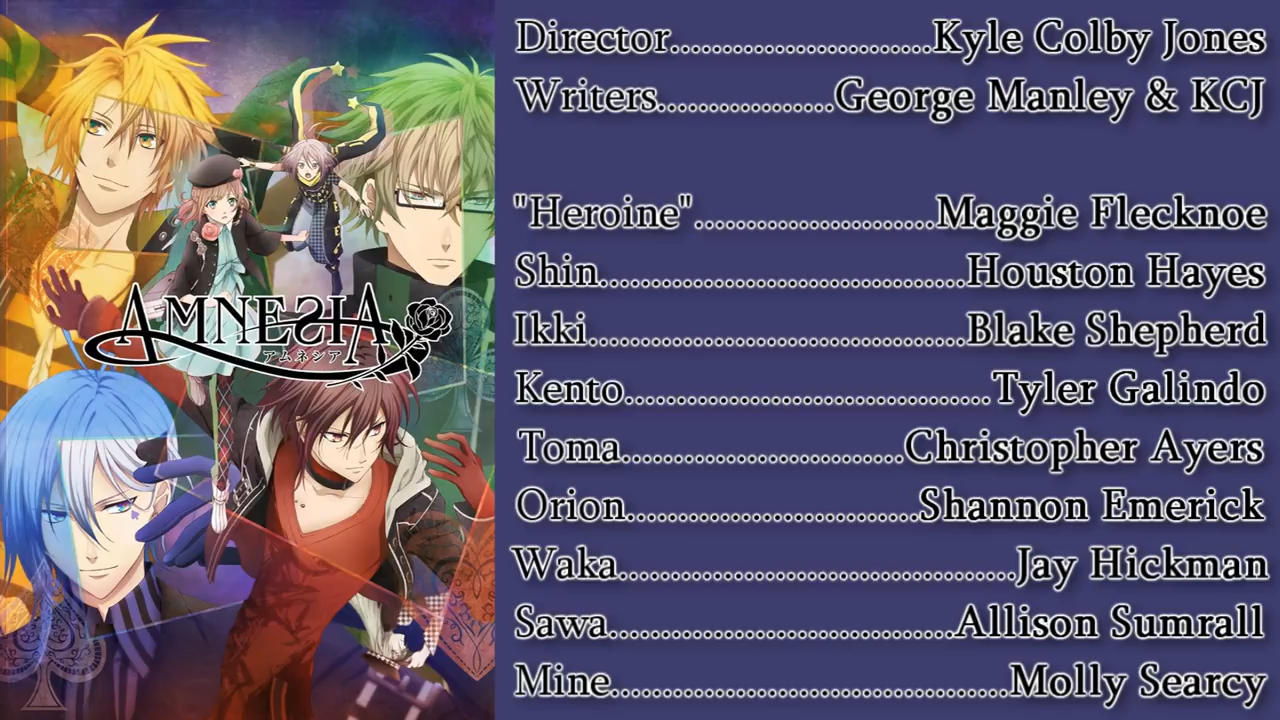 AMNESIA
アムネシア
Director.........................Kyle Colby Jones
Writers.................George Manley & KCJ
"Heroine".......................Maggie Flecknoe
Shin...................................Houston Hayes
Ikki....................................Blake Shepherd
Kento...................................Tyler Galindo
Toma...........................Christopher Ayers
Orion............................Shannon Emerick
Waka......................................Jay Hickman
Sawa.................................Allison Sumrall
Mine......................................Molly Searcy